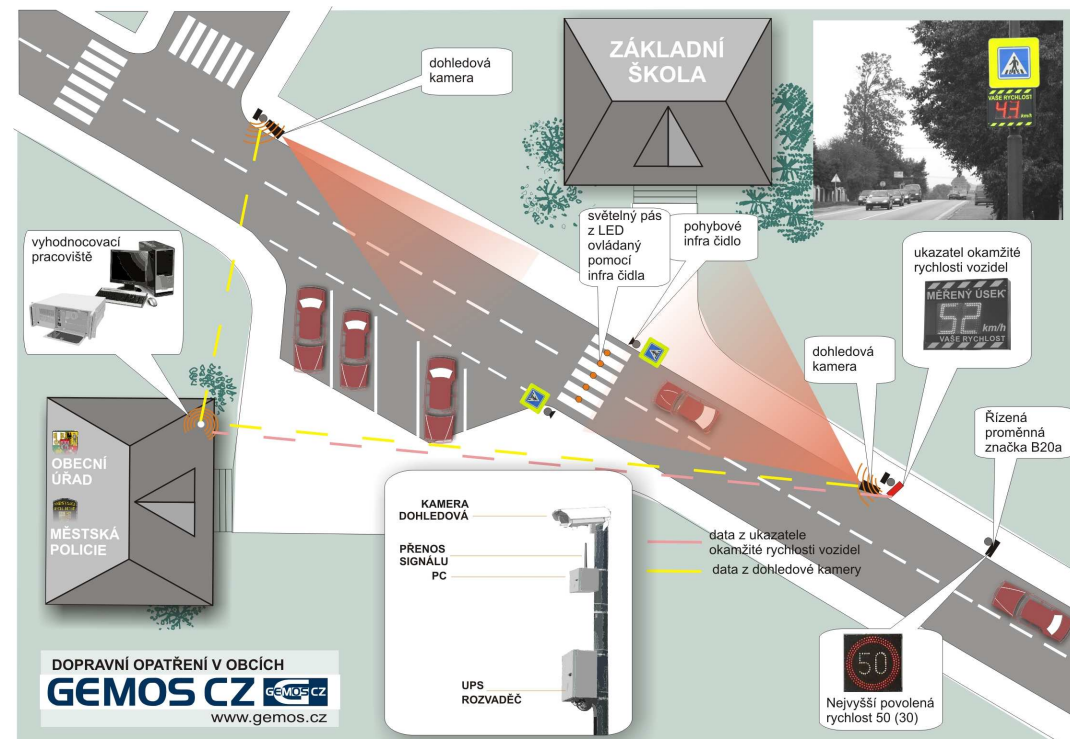 dohledová
kamera
ZÁKLADNÍ
ŠKOLA
VAŠE RYCHLOST
43 km/h
vyhodnocovací
pracoviště
světelný pás
z LED
ovládaný
pomocí
infra čidla
pohybové
infra čidlo
ukazatel okamžité
rychlosti vozidel
MĚŘENÝ ÚSEK
52 km/h
VAŠE RYCHLOST
dohledová
kamera
Řízená
proměnná
značka B20a
OBECNÍ
ÚŘAD
MĚSTSKÁ
POLICIE
KAMERA
DOHLEDOVÁ
PŘENOS
SIGNÁLU
PC
UPS
ROZVADĚČ
data z ukazatele
okamžité rychlosti vozidel
data z dohledové kamery
50
Nejvyšší povolená
rychlost 50 (30)
DOPRAVNÍ OPATŘENÍ V OBCÍCH
GEMOS CZ GEMOS CZ
www.gemos.cz